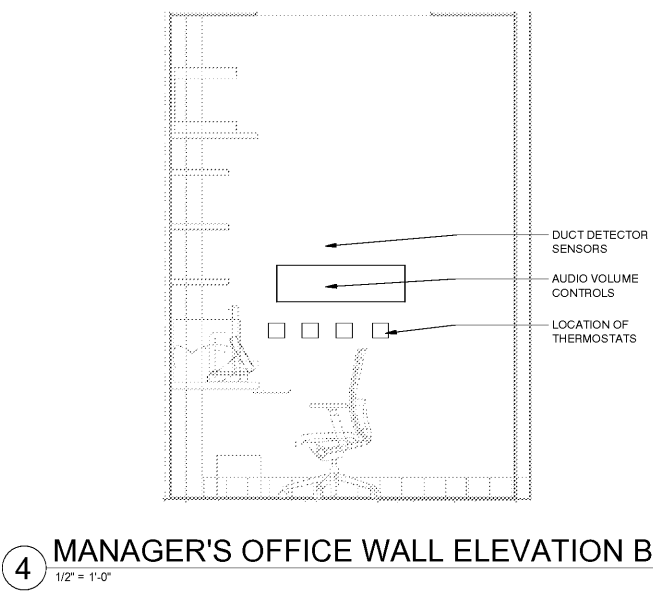 DUCT DETECTOR
SENSORS
AUDIO VOLUME
CONTROLS
LOCATION OF
THERMOSTATS
4
MANAGER'S OFFICE WALL ELEVATION B
1/2" = 1'-0"